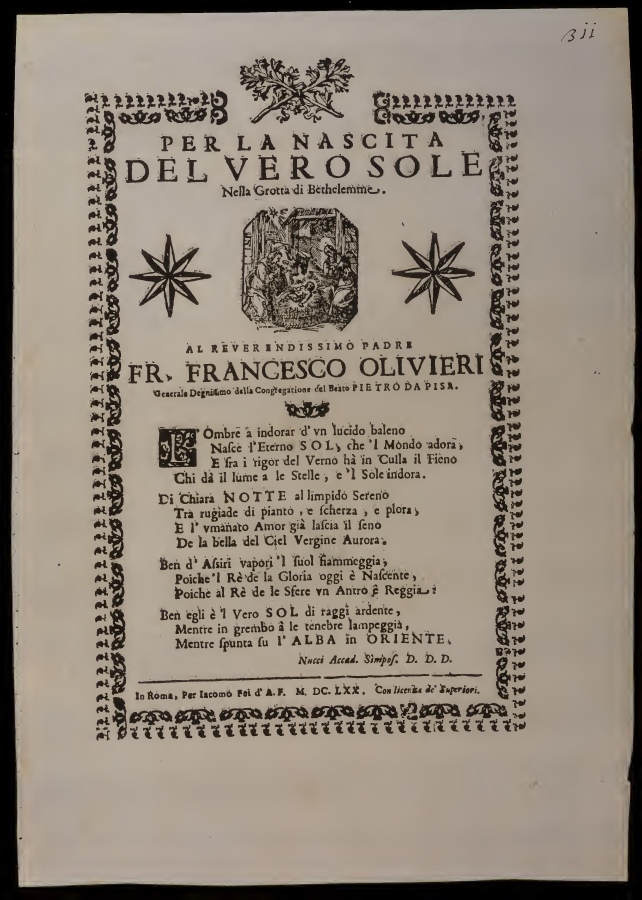 PER LA NASCITA
DEL VERO SOLE
Nella Grotta di Bethelemme.
AL REVERENDISSIMO PADRE
FR. FRANCESCO OLIVIERI
Generale Degnissimo della Congregatione del Beato PIETRO DA PISA.
LE Ombre à indorar d' vn lucido baleno
Nasce l'Eterno SOL, che 'l Mondo adora,
E fra i rigor del Verno hà in Culla il Fieno
Chi dà il lume a le Stelle, e 'l Sole indora.
Di Chiara NOTTE al limpido Sereno
Tra rugiade di pianto, e scherza, e plora,
E l' vmanato Amor già lascia il seno
De la bella del Ciel Vergine Aurora.
Ben d' Assiri vapori 'l suol fiammeggia,
Poiche 'l Rè de la Gloria oggi è Nascente,
Poiche al Rè de le Sfere vn Antro è Reggia:
Ben egli è 'l Vero SOL di raggi ardente,
Mentre in grembo à le tenebre lampeggia,
Mentre spunta su l' ALBA in ORIENTE.
Nucci Accad. Simpos. D. D. D.
In Roma, Per Iacomo Fei d' A. F. M. DC. LXX. Con licenza de' Superiori.